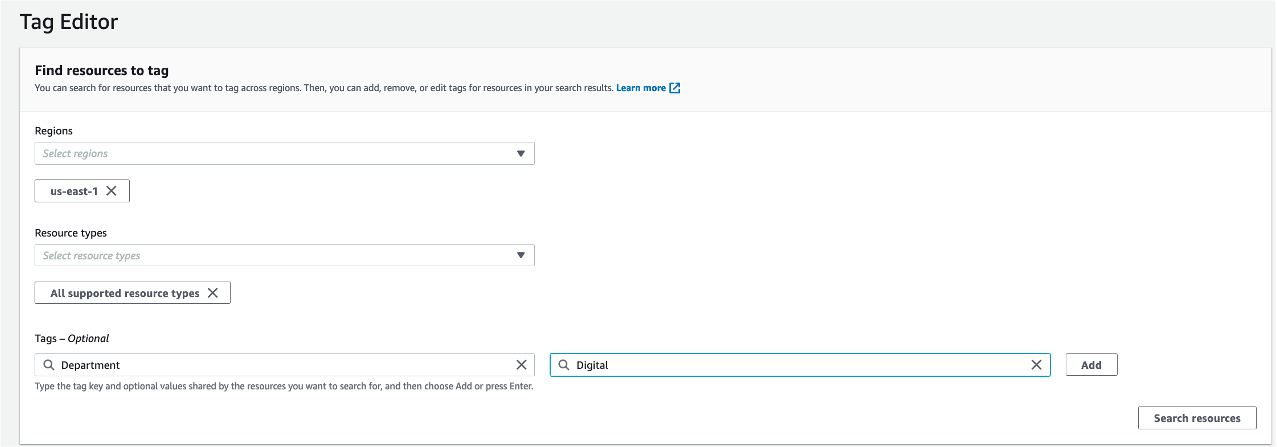 Tag Editor
Find resources to tag
You can search for resources that you want to tag across regions. Then, you can add, remove, or edit tags for resources in your search results. Learn more
Regions
Select regions
us-east-1
Resource types
Select resource types
All supported resource types
Tags – Optional
Department Digital Add
Type the tag key and optional values shared by the resources you want to search for, and then choose Add or press Enter.
Search resources